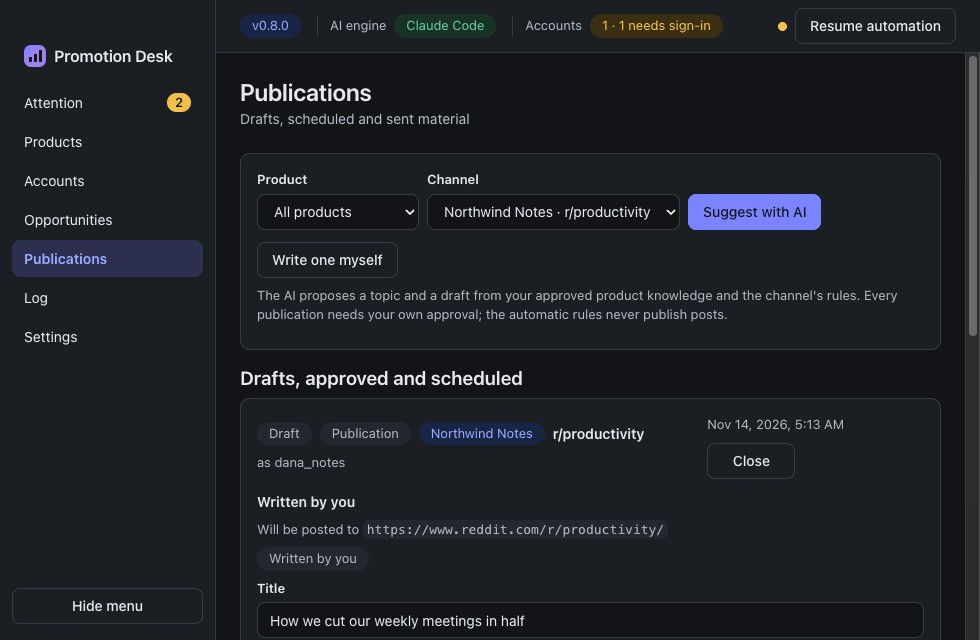 Promotion Desk
Attention 2
Products
Accounts
Opportunities
Publications
Log
Settings
Hide menu
v0.8.0 AI engine Claude Code Accounts 1 · 1 needs sign-in Resume automation
Publications
Drafts, scheduled and sent material
Product Channel
All products Northwind Notes · r/productivity Suggest with AI
Write one myself
The AI proposes a topic and a draft from your approved product knowledge and the channel's rules. Every
publication needs your own approval; the automatic rules never publish posts.
Drafts, approved and scheduled
Draft Publication Northwind Notes r/productivity
as dana_notes
Nov 14, 2026, 5:13 AM
Close
Written by you
Will be posted to https://www.reddit.com/r/productivity/
Written by you
Title
How we cut our weekly meetings in half